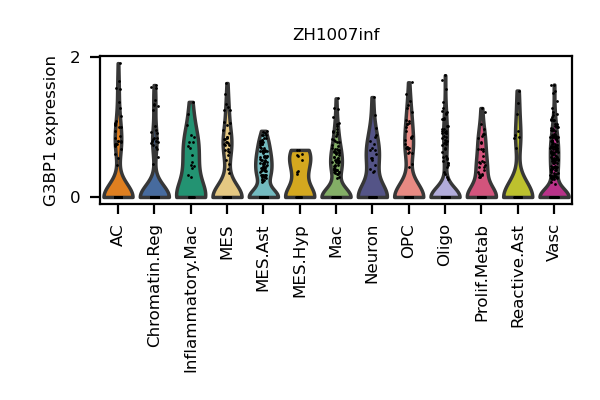 ZH1007inf
G3BP1 expression
2
0
AC
Chromatin.Reg
Inflammatory.Mac
MES
MES.Ast
MES.Hyp
Mac
Neuron
OPC
Oligo
Prolif.Metab
Reactive.Ast
Vasc